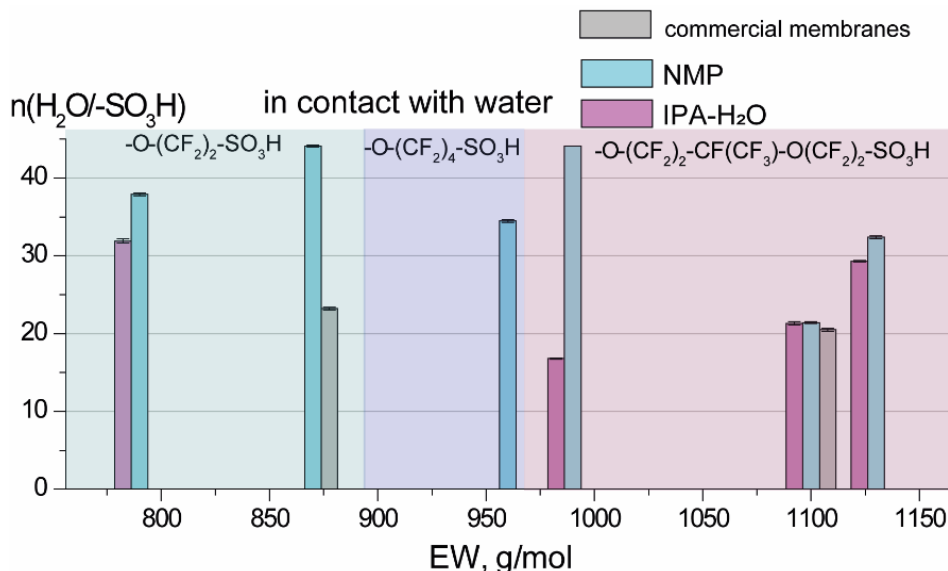 commercial membranes
NMP
IPA-H₂O
n(H₂O/-SO₃H)
in contact with water
-O-(CF₂)₂-SO₃H
-O-(CF₂)₄-SO₃H
-O-(CF₂)₂-CF(CF₃)-O(CF₂)₂-SO₃H
40
30
20
10
0
800 850 900 950 1000 1050 1100 1150
EW, g/mol